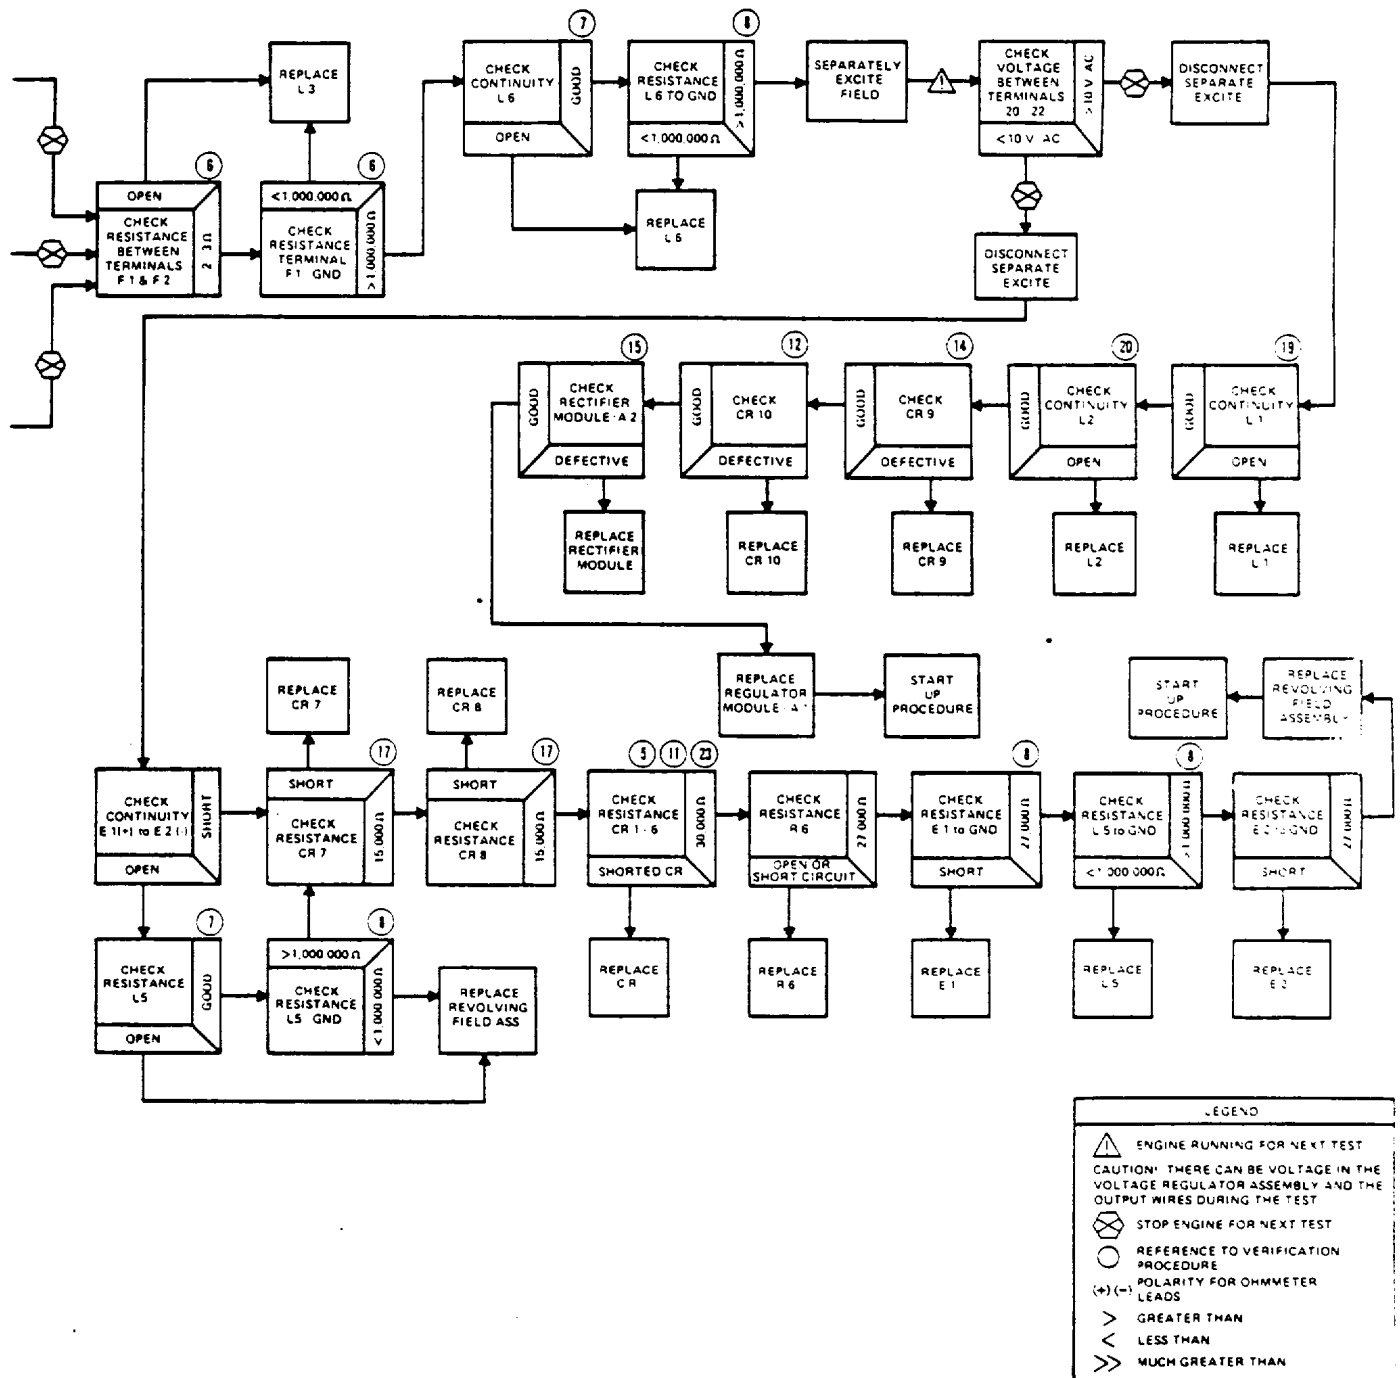 REPLACE
L 3
6
OPEN
CHECK
RESISTANCE
BETWEEN
TERMINALS
F 1 & F 2
2 3 Ω
6
<1,000,000 Ω
CHECK
RESISTANCE
TERMINAL
F 1 GND
>1,000,000 Ω
7
CHECK
CONTINUITY
L 6
GOOD
OPEN
8
CHECK
RESISTANCE
L 6 TO GND
>1,000,000 Ω
<1,000,000 Ω
REPLACE
L 6
SEPARATELY
EXCITE
FIELD
CHECK
VOLTAGE
BETWEEN
TERMINALS
20 22
>10 V AC
<10 V AC
DISCONNECT
SEPARATE
EXCITE
DISCONNECT
SEPARATE
EXCITE
15
GOOD
CHECK
RECTIFIER
MODULE-A 2
DEFECTIVE
12
GOOD
CHECK
CR 10
DEFECTIVE
14
GOOD
CHECK
CR 9
DEFECTIVE
20
GOOD
CHECK
CONTINUITY
L 2
OPEN
19
GOOD
CHECK
CONTINUITY
L 1
OPEN
REPLACE
RECTIFIER
MODULE
REPLACE
CR 10
REPLACE
CR 9
REPLACE
L 2
REPLACE
L 1
REPLACE
CR 7
REPLACE
CR 8
REPLACE
REGULATOR
MODULE-A 1
START
UP
PROCEDURE
START
UP
PROCEDURE
REPLACE
REVOLVING
FIELD
ASSEMBLY
CHECK
CONTINUITY
E 1(+) to E 2 (-)
SHORT
OPEN
17
SHORT
CHECK
RESISTANCE
CR 7
15,000 Ω
17
SHORT
CHECK
RESISTANCE
CR 8
15,000 Ω
5 11 23
CHECK
RESISTANCE
CR 1 - 6
30 000 Ω
SHORTED CR
CHECK
RESISTANCE
R 6
27 000 Ω
OPEN OR
SHORT CIRCUIT
8
CHECK
RESISTANCE
E 1 to GND
27 000 Ω
SHORT
8
CHECK
RESISTANCE
L 5 to GND
>1 000 000 Ω
<1 000 000 Ω
CHECK
RESISTANCE
E 2 to GND
27 000 Ω
SHORT
7
CHECK
RESISTANCE
L 5
GOOD
OPEN
8
>1,000 000 Ω
CHECK
RESISTANCE
L 5 GND
<1 000 000 Ω
REPLACE
REVOLVING
FIELD ASS
REPLACE
CR
REPLACE
R 6
REPLACE
E 1
REPLACE
L 5
REPLACE
E 2
LEGEND
! ENGINE RUNNING FOR NEXT TEST
CAUTION! THERE CAN BE VOLTAGE IN THE
VOLTAGE REGULATOR ASSEMBLY AND THE
OUTPUT WIRES DURING THE TEST
STOP ENGINE FOR NEXT TEST
REFERENCE TO VERIFICATION
PROCEDURE
(+) (-) POLARITY FOR OHMMETER
LEADS
> GREATER THAN
< LESS THAN
>> MUCH GREATER THAN